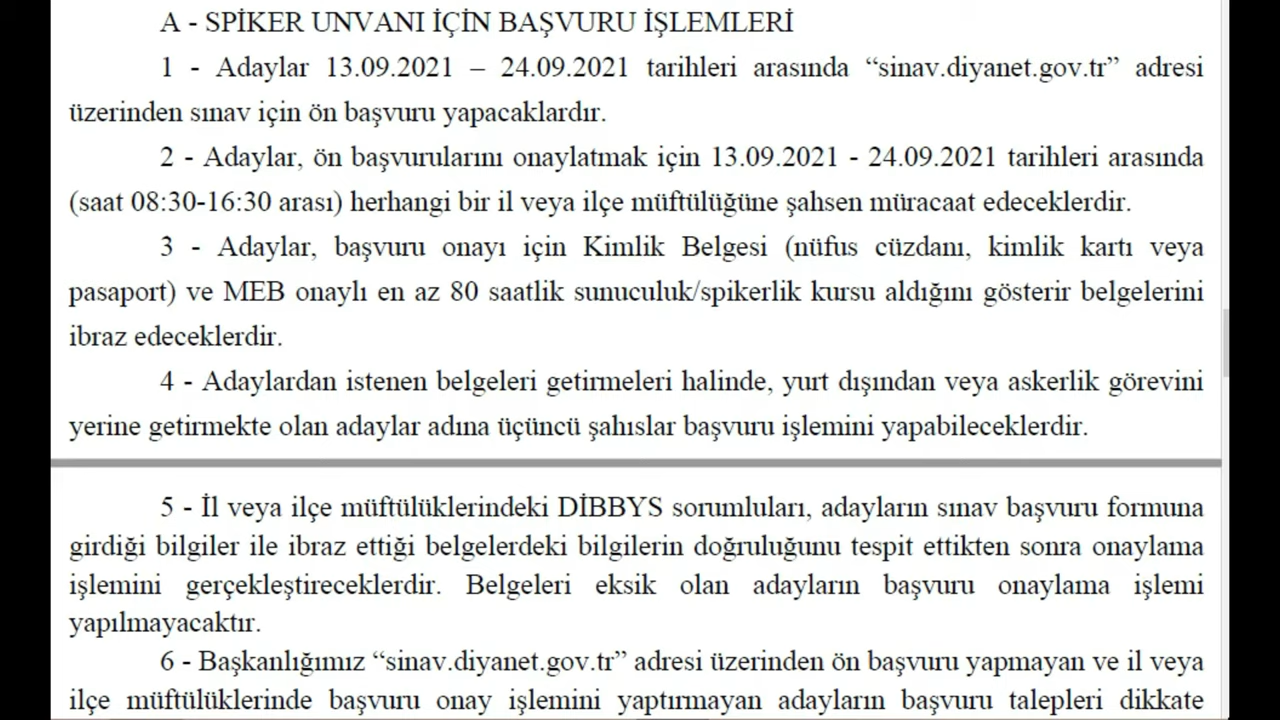 A - SPİKER UNVANI İÇİN BAŞVURU İŞLEMLERİ
1 - Adaylar 13.09.2021 – 24.09.2021 tarihleri arasında “sinav.diyanet.gov.tr” adresi
üzerinden sınav için ön başvuru yapacaklardır.
2 - Adaylar, ön başvurularını onaylatmak için 13.09.2021 - 24.09.2021 tarihleri arasında
(saat 08:30-16:30 arası) herhangi bir il veya ilçe müftülüğüne şahsen müracaat edeceklerdir.
3 - Adaylar, başvuru onayı için Kimlik Belgesi (nüfus cüzdanı, kimlik kartı veya
pasaport) ve MEB onaylı en az 80 saatlik sunuculuk/spikerlik kursu aldığını gösterir belgelerini
ibraz edeceklerdir.
4 - Adaylardan istenen belgeleri getirmeleri halinde, yurt dışından veya askerlik görevini
yerine getirmekte olan adaylar adına üçüncü şahıslar başvuru işlemini yapabileceklerdir.
5 - İl veya ilçe müftülüklerindeki DİBBYS sorumluları, adayların sınav başvuru formuna
girdiği bilgiler ile ibraz ettiği belgelerdeki bilgilerin doğruluğunu tespit ettikten sonra onaylama
işlemini gerçekleştireceklerdir. Belgeleri eksik olan adayların başvuru onaylama işlemi
yapılmayacaktır.
6 - Başkanlığımız “sinav.diyanet.gov.tr” adresi üzerinden ön başvuru yapmayan ve il veya
ilçe müftülüklerinde başvuru onay işlemini yaptırmayan adayların başvuru talepleri dikkate